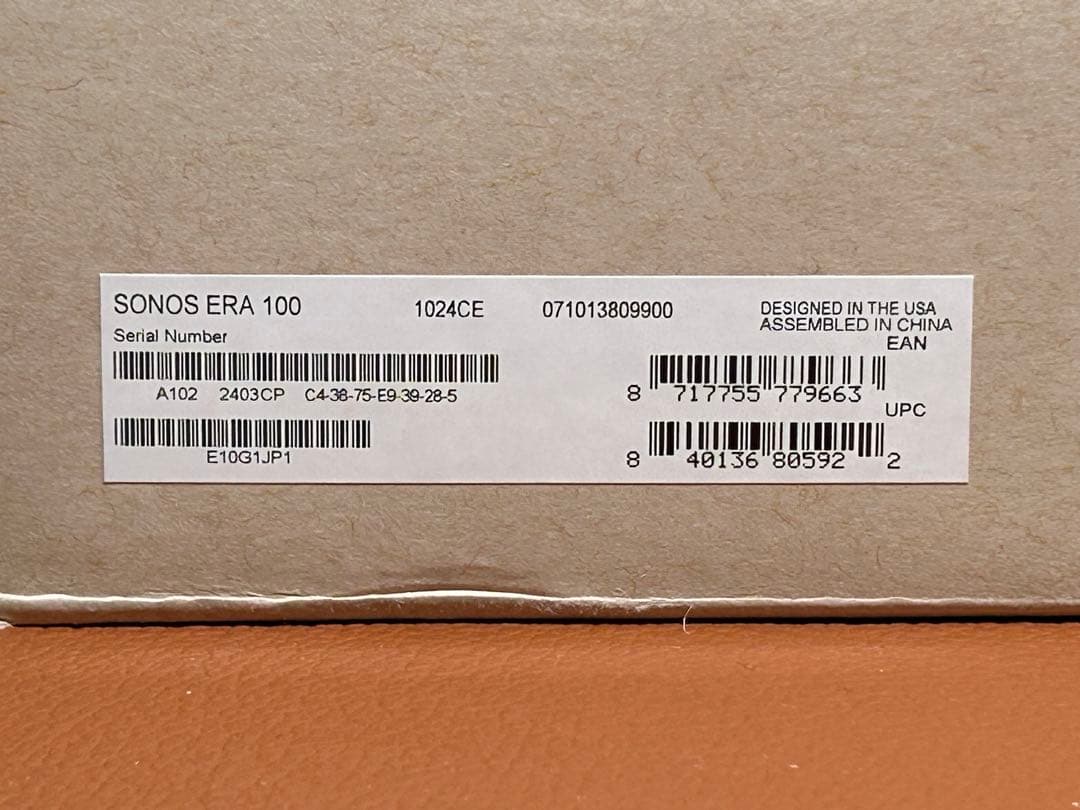 SONOS ERA 100 1024CE 071013809900 DESIGNED IN THE USA
ASSEMBLED IN CHINA
Serial Number
EAN
A102 2403CP C4-38-75-E9-39-28-5
8 717755 779663
UPC
E10G1JP1
8 40136 80592 2